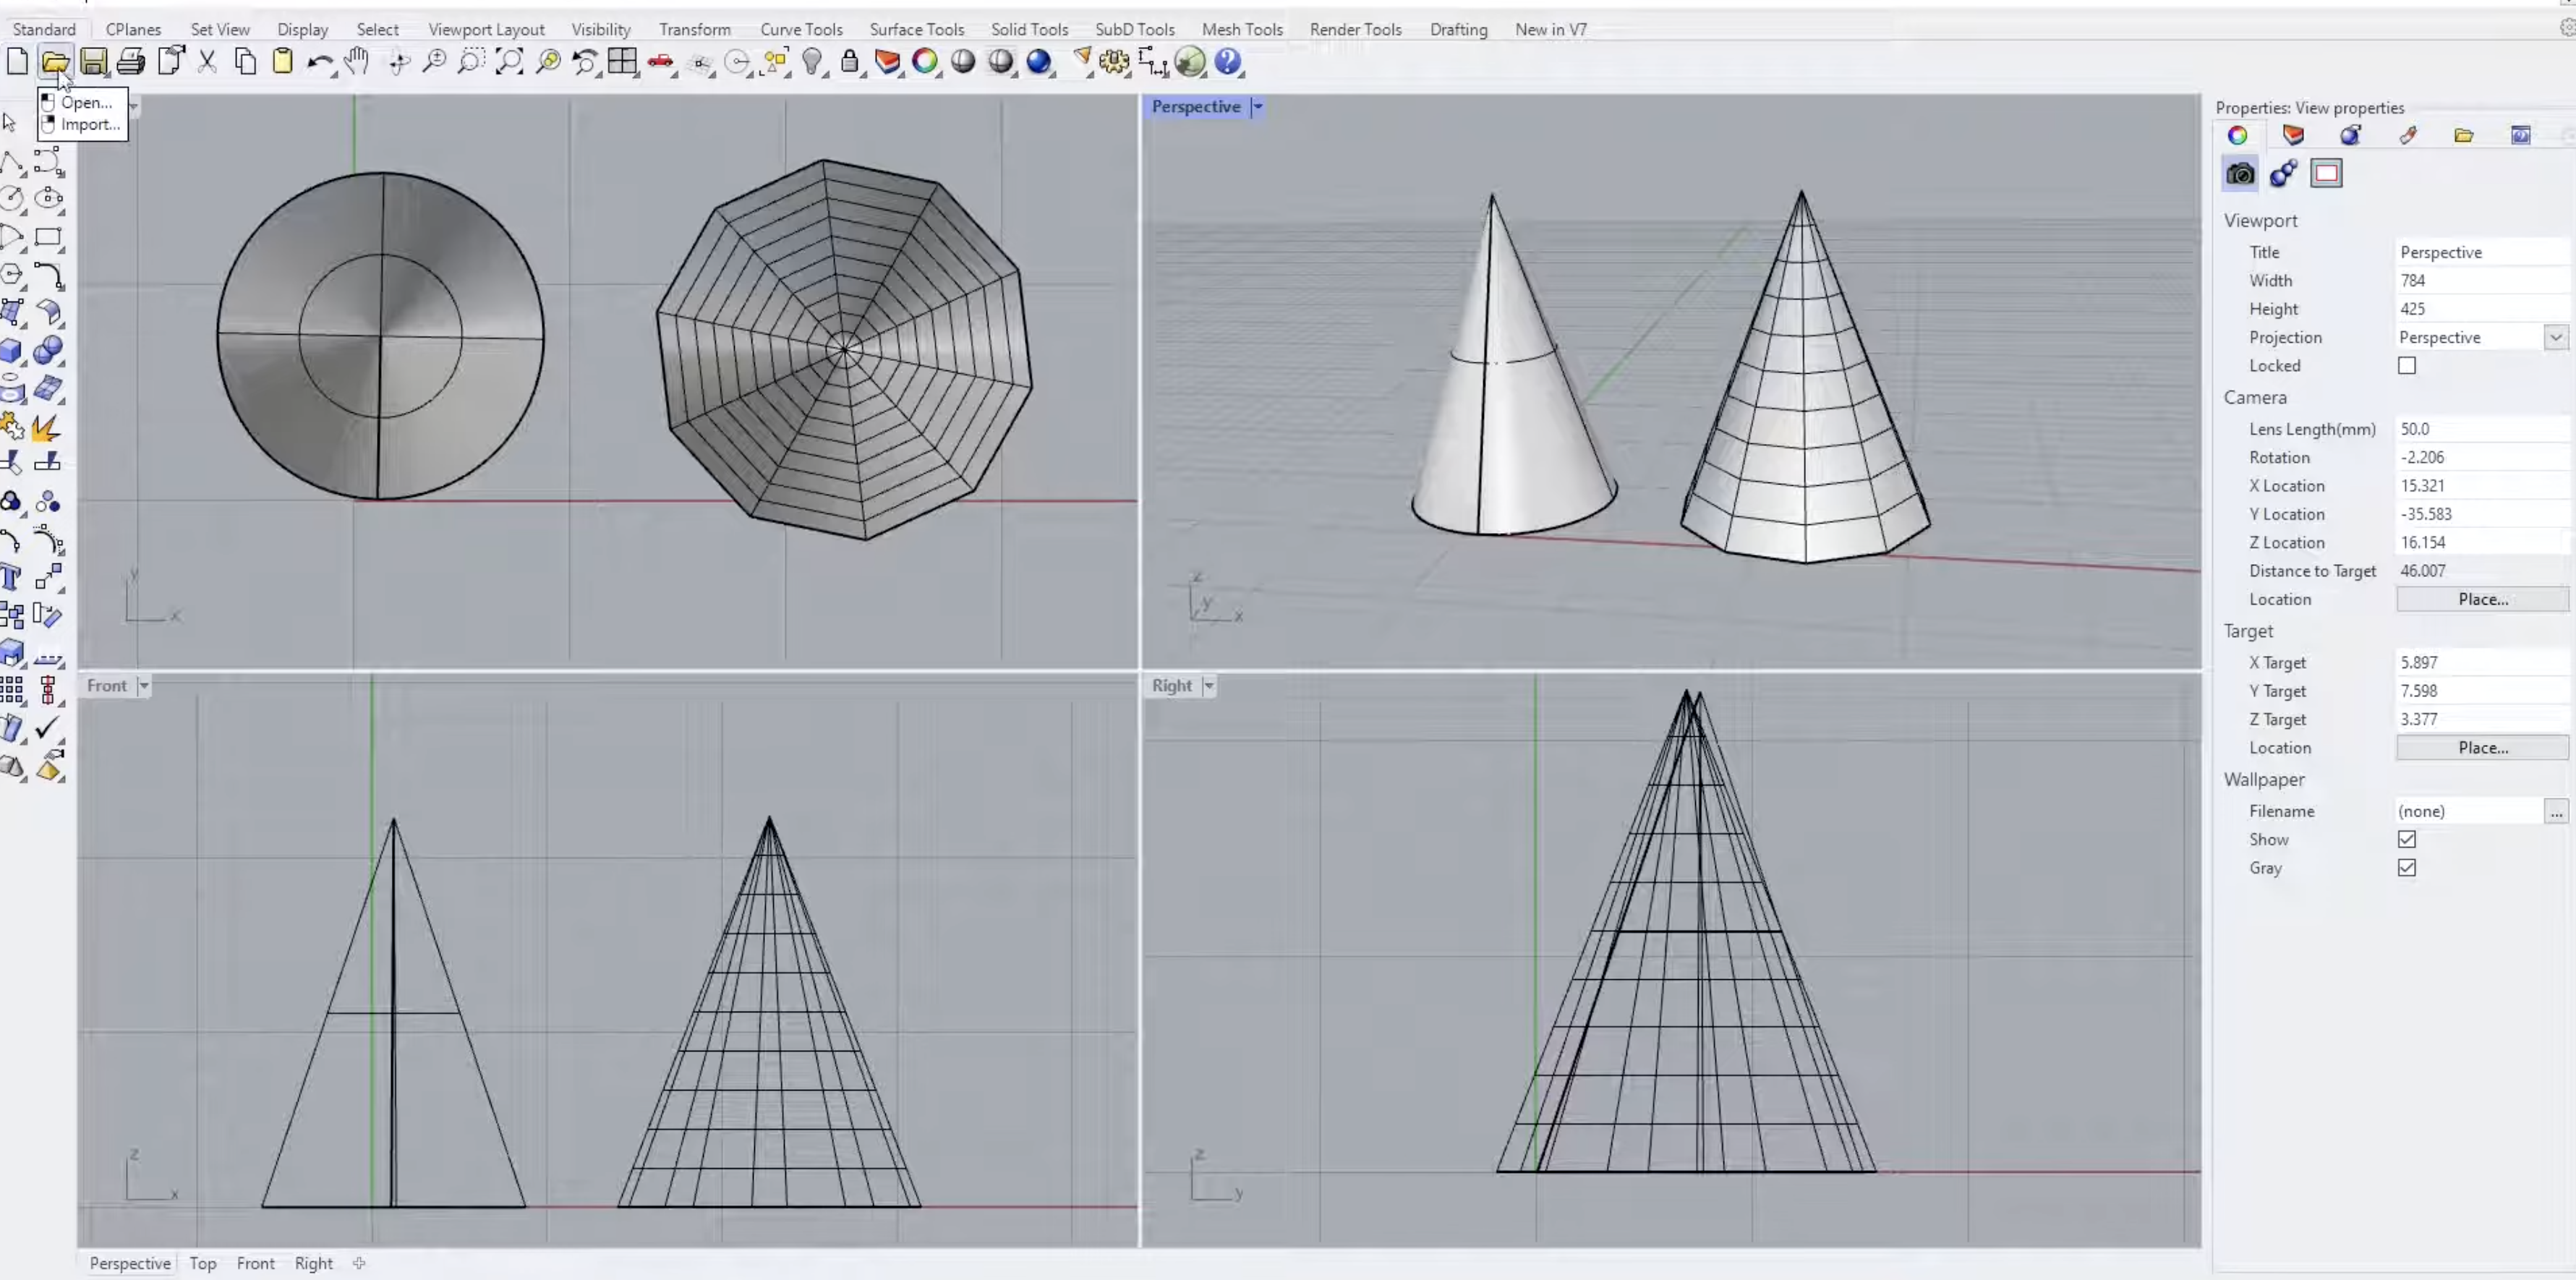 Standard CPlanes Set View Display Select Viewport Layout Visibility Transform Curve Tools Surface Tools Solid Tools SubD Tools Mesh Tools Render Tools Drafting New in V7
Open...
Import...
Perspective
Front
Right
y
x
z
y
x
z
x
z
y
Perspective Top Front Right
Properties: View properties
Viewport
Title Perspective
Width 784
Height 425
Projection Perspective
Locked
Camera
Lens Length(mm) 50.0
Rotation -2.206
X Location 15.321
Y Location -35.583
Z Location 16.154
Distance to Target 46.007
Location Place...
Target
X Target 5.897
Y Target 7.598
Z Target 3.377
Location Place...
Wallpaper
Filename (none) ...
Show
Gray